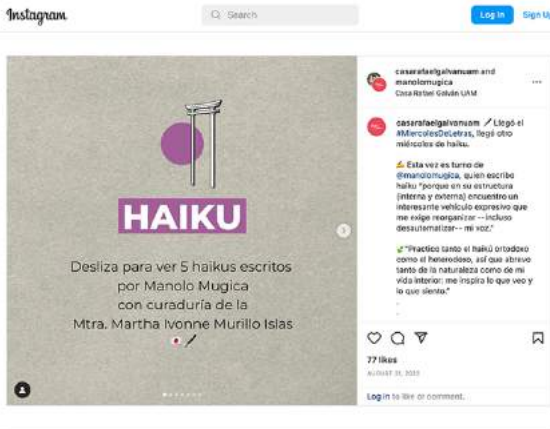 Instagram
Search
Log In
Sign Up
HAIKU
Desliza para ver 5 haikus escritos
por Manolo Mugica
con curaduría de la
Mtra. Martha Ivonne Murillo Islas
casarafaelgalvanuam and
manolomugica
Casa Rafael Galván UAM
casarafaelgalvanuam Llegó el
#MiercolesDeLetras, llegó otro
miércoles de haiku.
Esta vez es turno de
@manolomugica, quien escribe
haiku "porque en su estructura
(interna y externa) encuentro un
interesante vehículo expresivo que
me exige reorganizar --incluso
desautomatizar-- mi voz."
"Practico tanto el haikú ortodoxo
como el heterodoxo, así que abrevo
tanto de la naturaleza como de mi
vida interior: me inspira lo que veo y
lo que siento."
.
.
77 likes
Log in to like or comment.